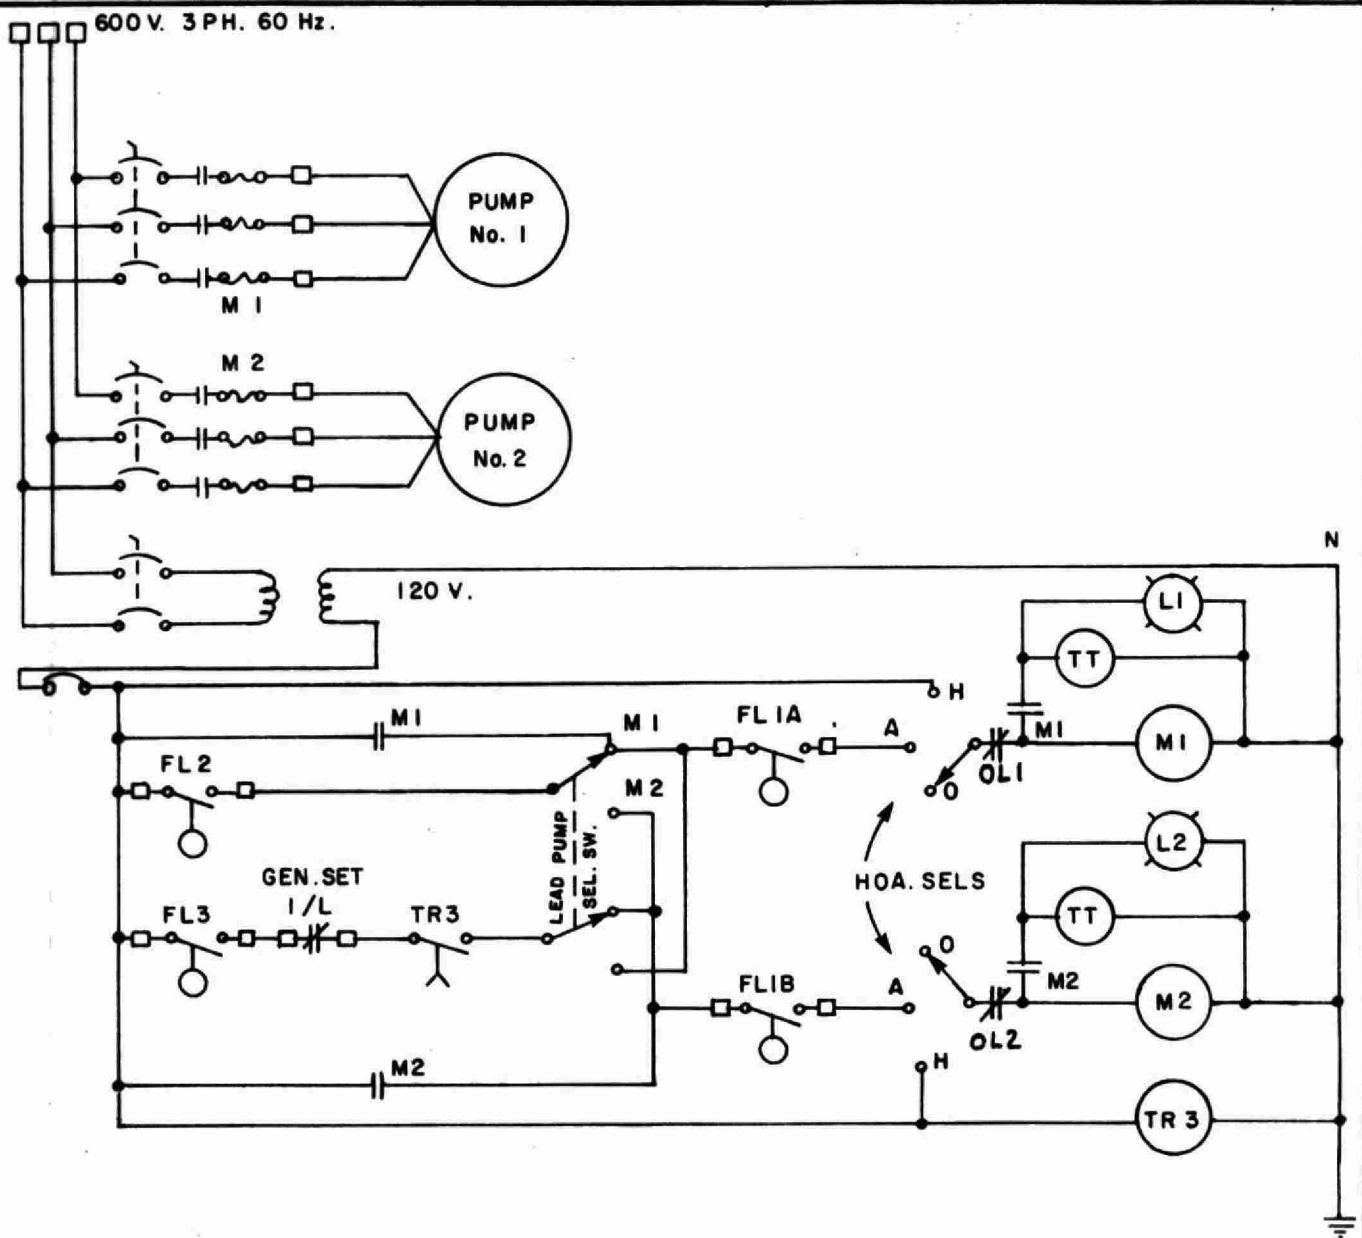 600 V. 3 PH. 60 Hz.
PUMP
No. 1
M 1
M 2
PUMP
No. 2
N
120 V.
L1
TT
H
M1
M 1
FL 1A
A
M1
M1
OL1
FL 2
M 2
O
L2
LEAD PUMP
SEL. SW.
HOA. SELS
GEN. SET
1/L
FL3
TR3
TT
O
FL1B
A
M2
M2
OL2
M2
H
TR 3